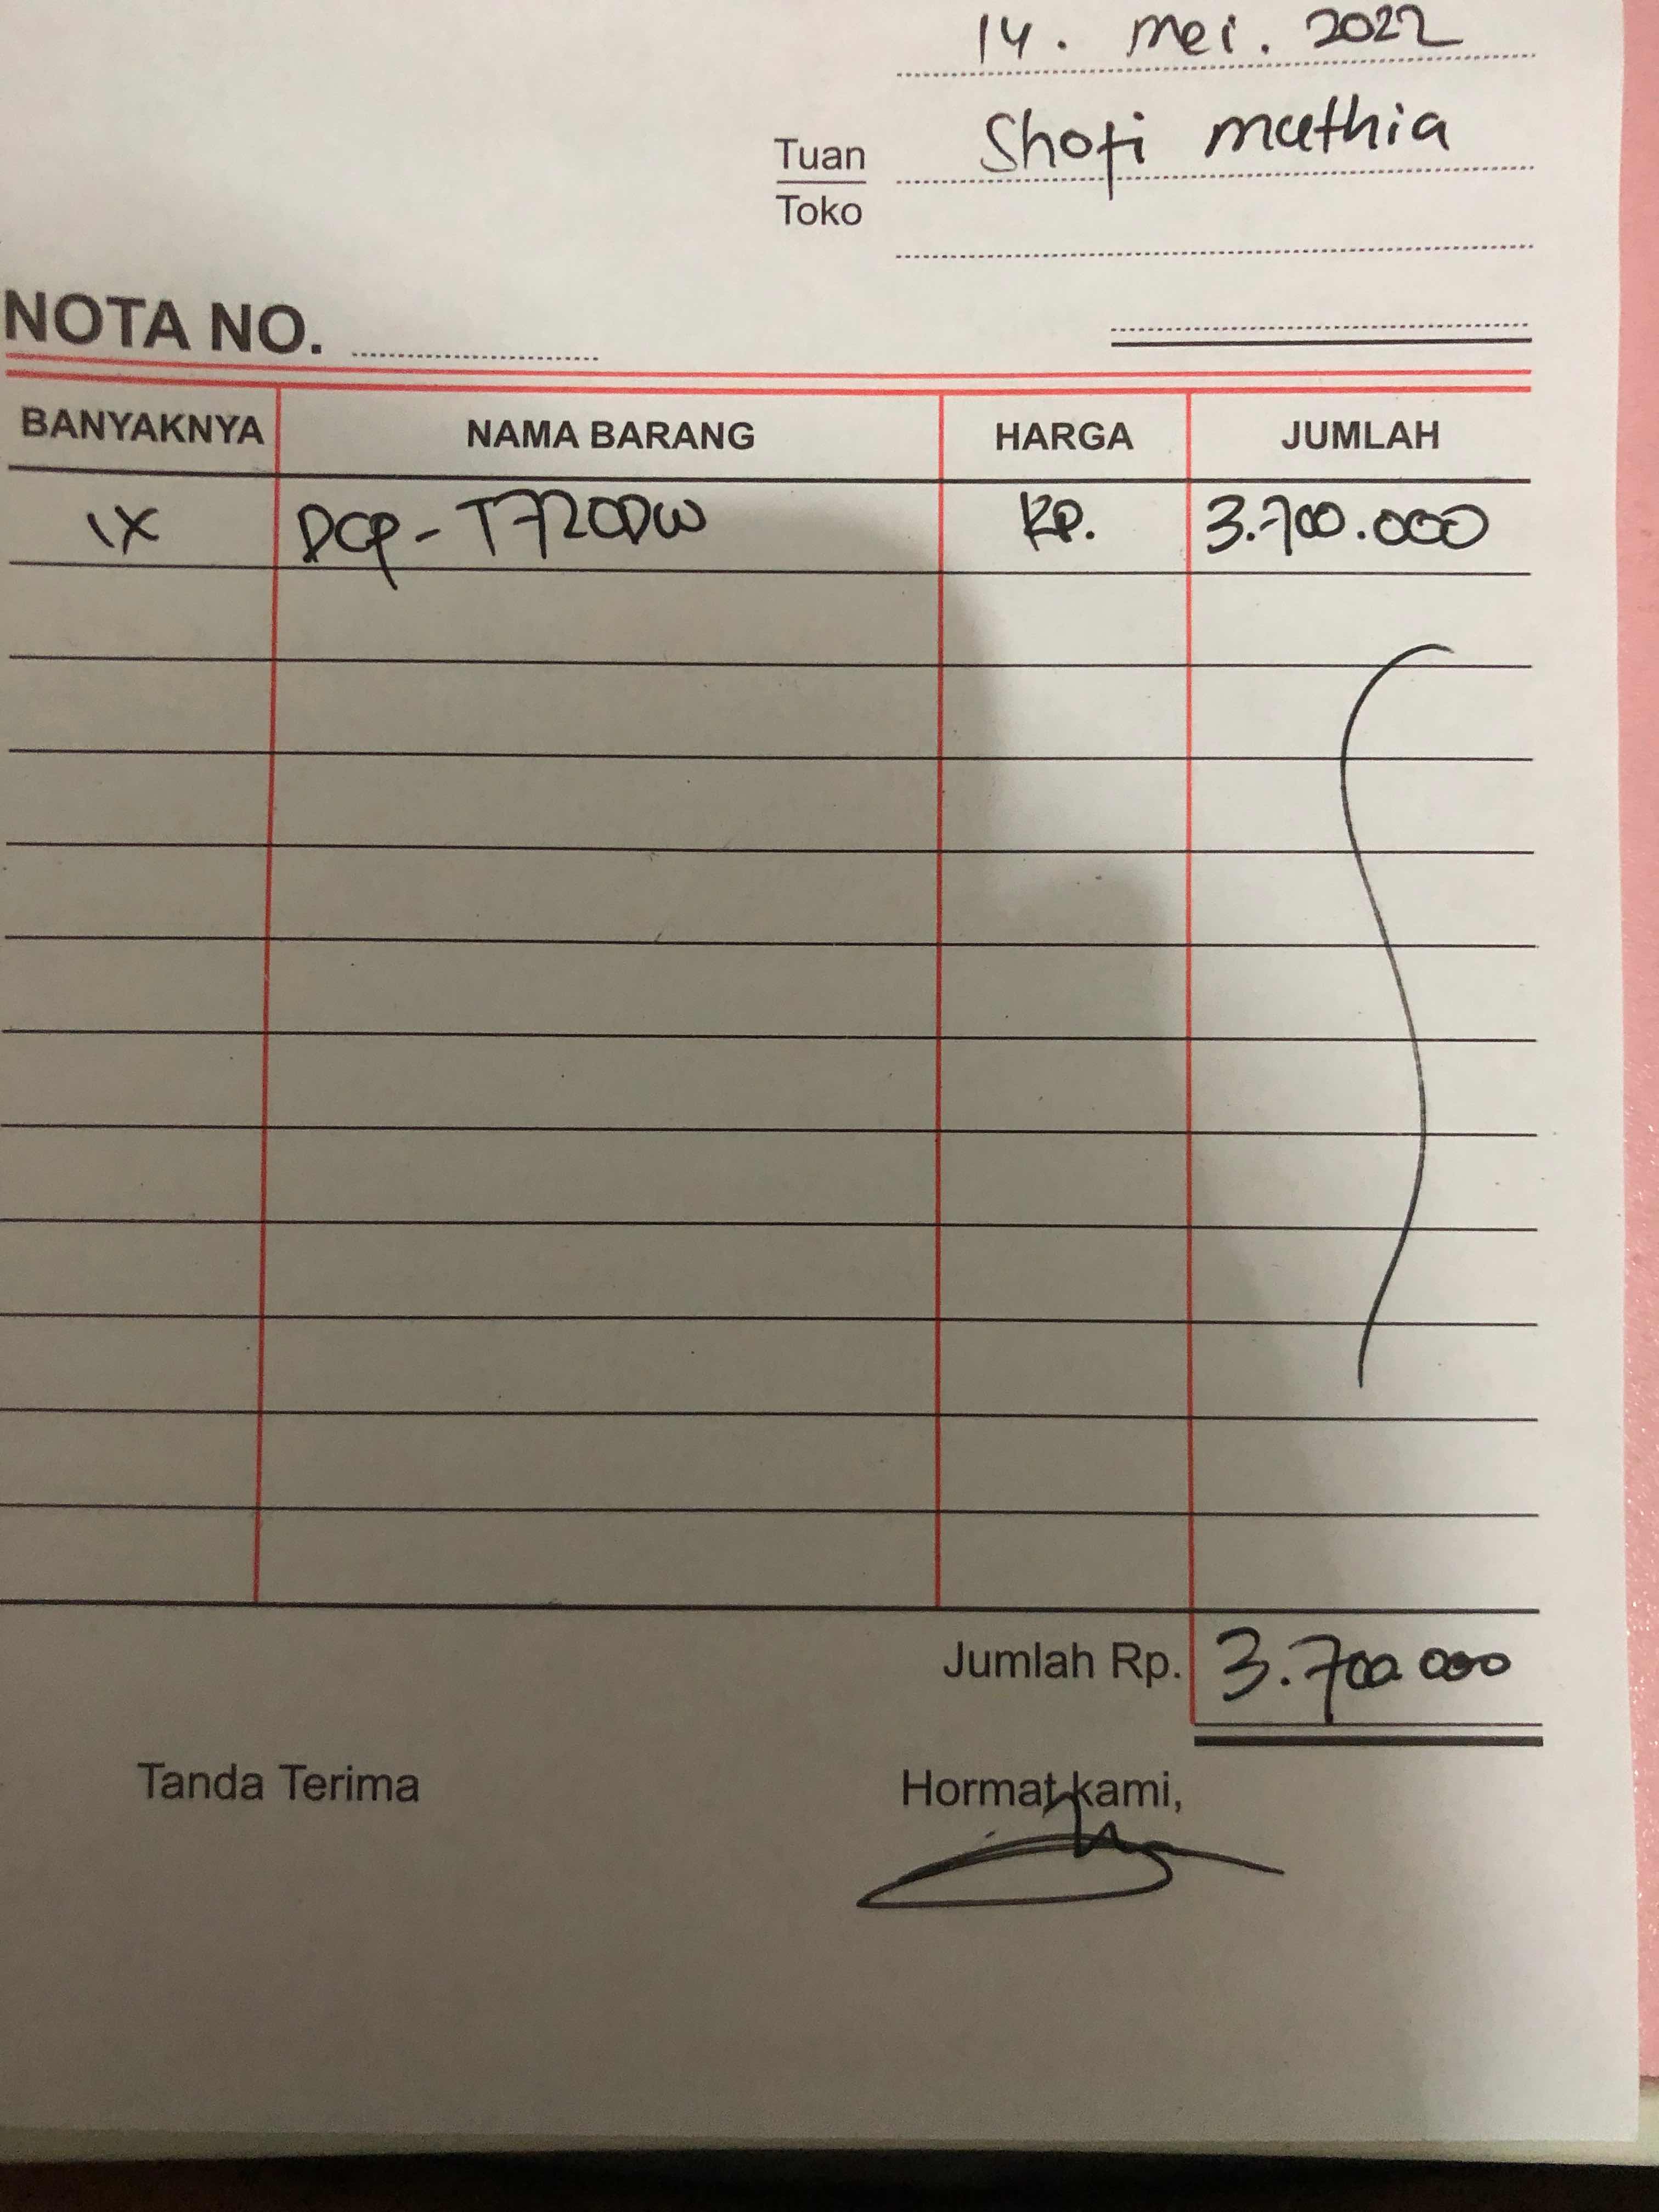 14. Mei. 2022
Tuan Shofi muthia
Toko
NOTA NO.
BANYAKNYA NAMA BARANG HARGA JUMLAH
1X DCP-T720DW RP. 3.700.000
Jumlah Rp. 3.700.000
Tanda Terima Hormat kami,